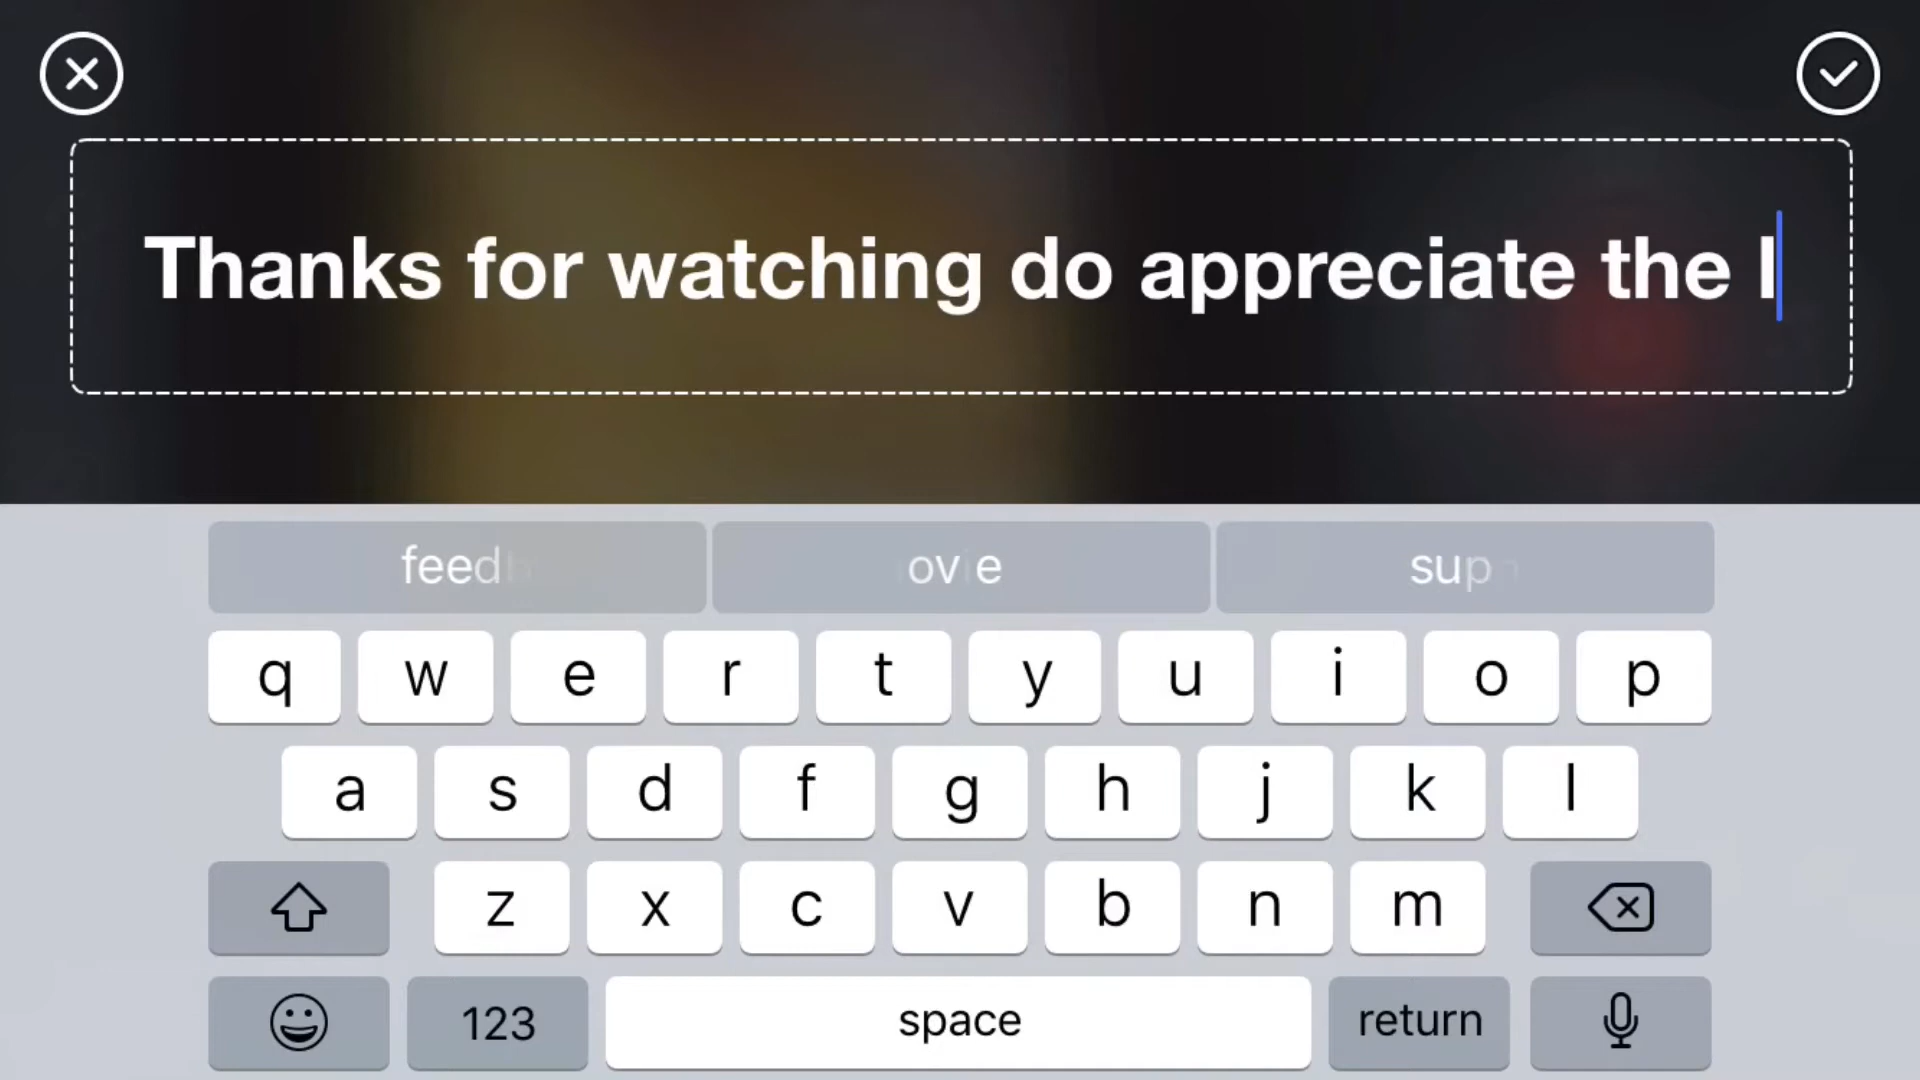 Thanks for watching do appreciate the l
q w e r t y u i o p
a s d f g h j k l
z x c v b n m
123 space return